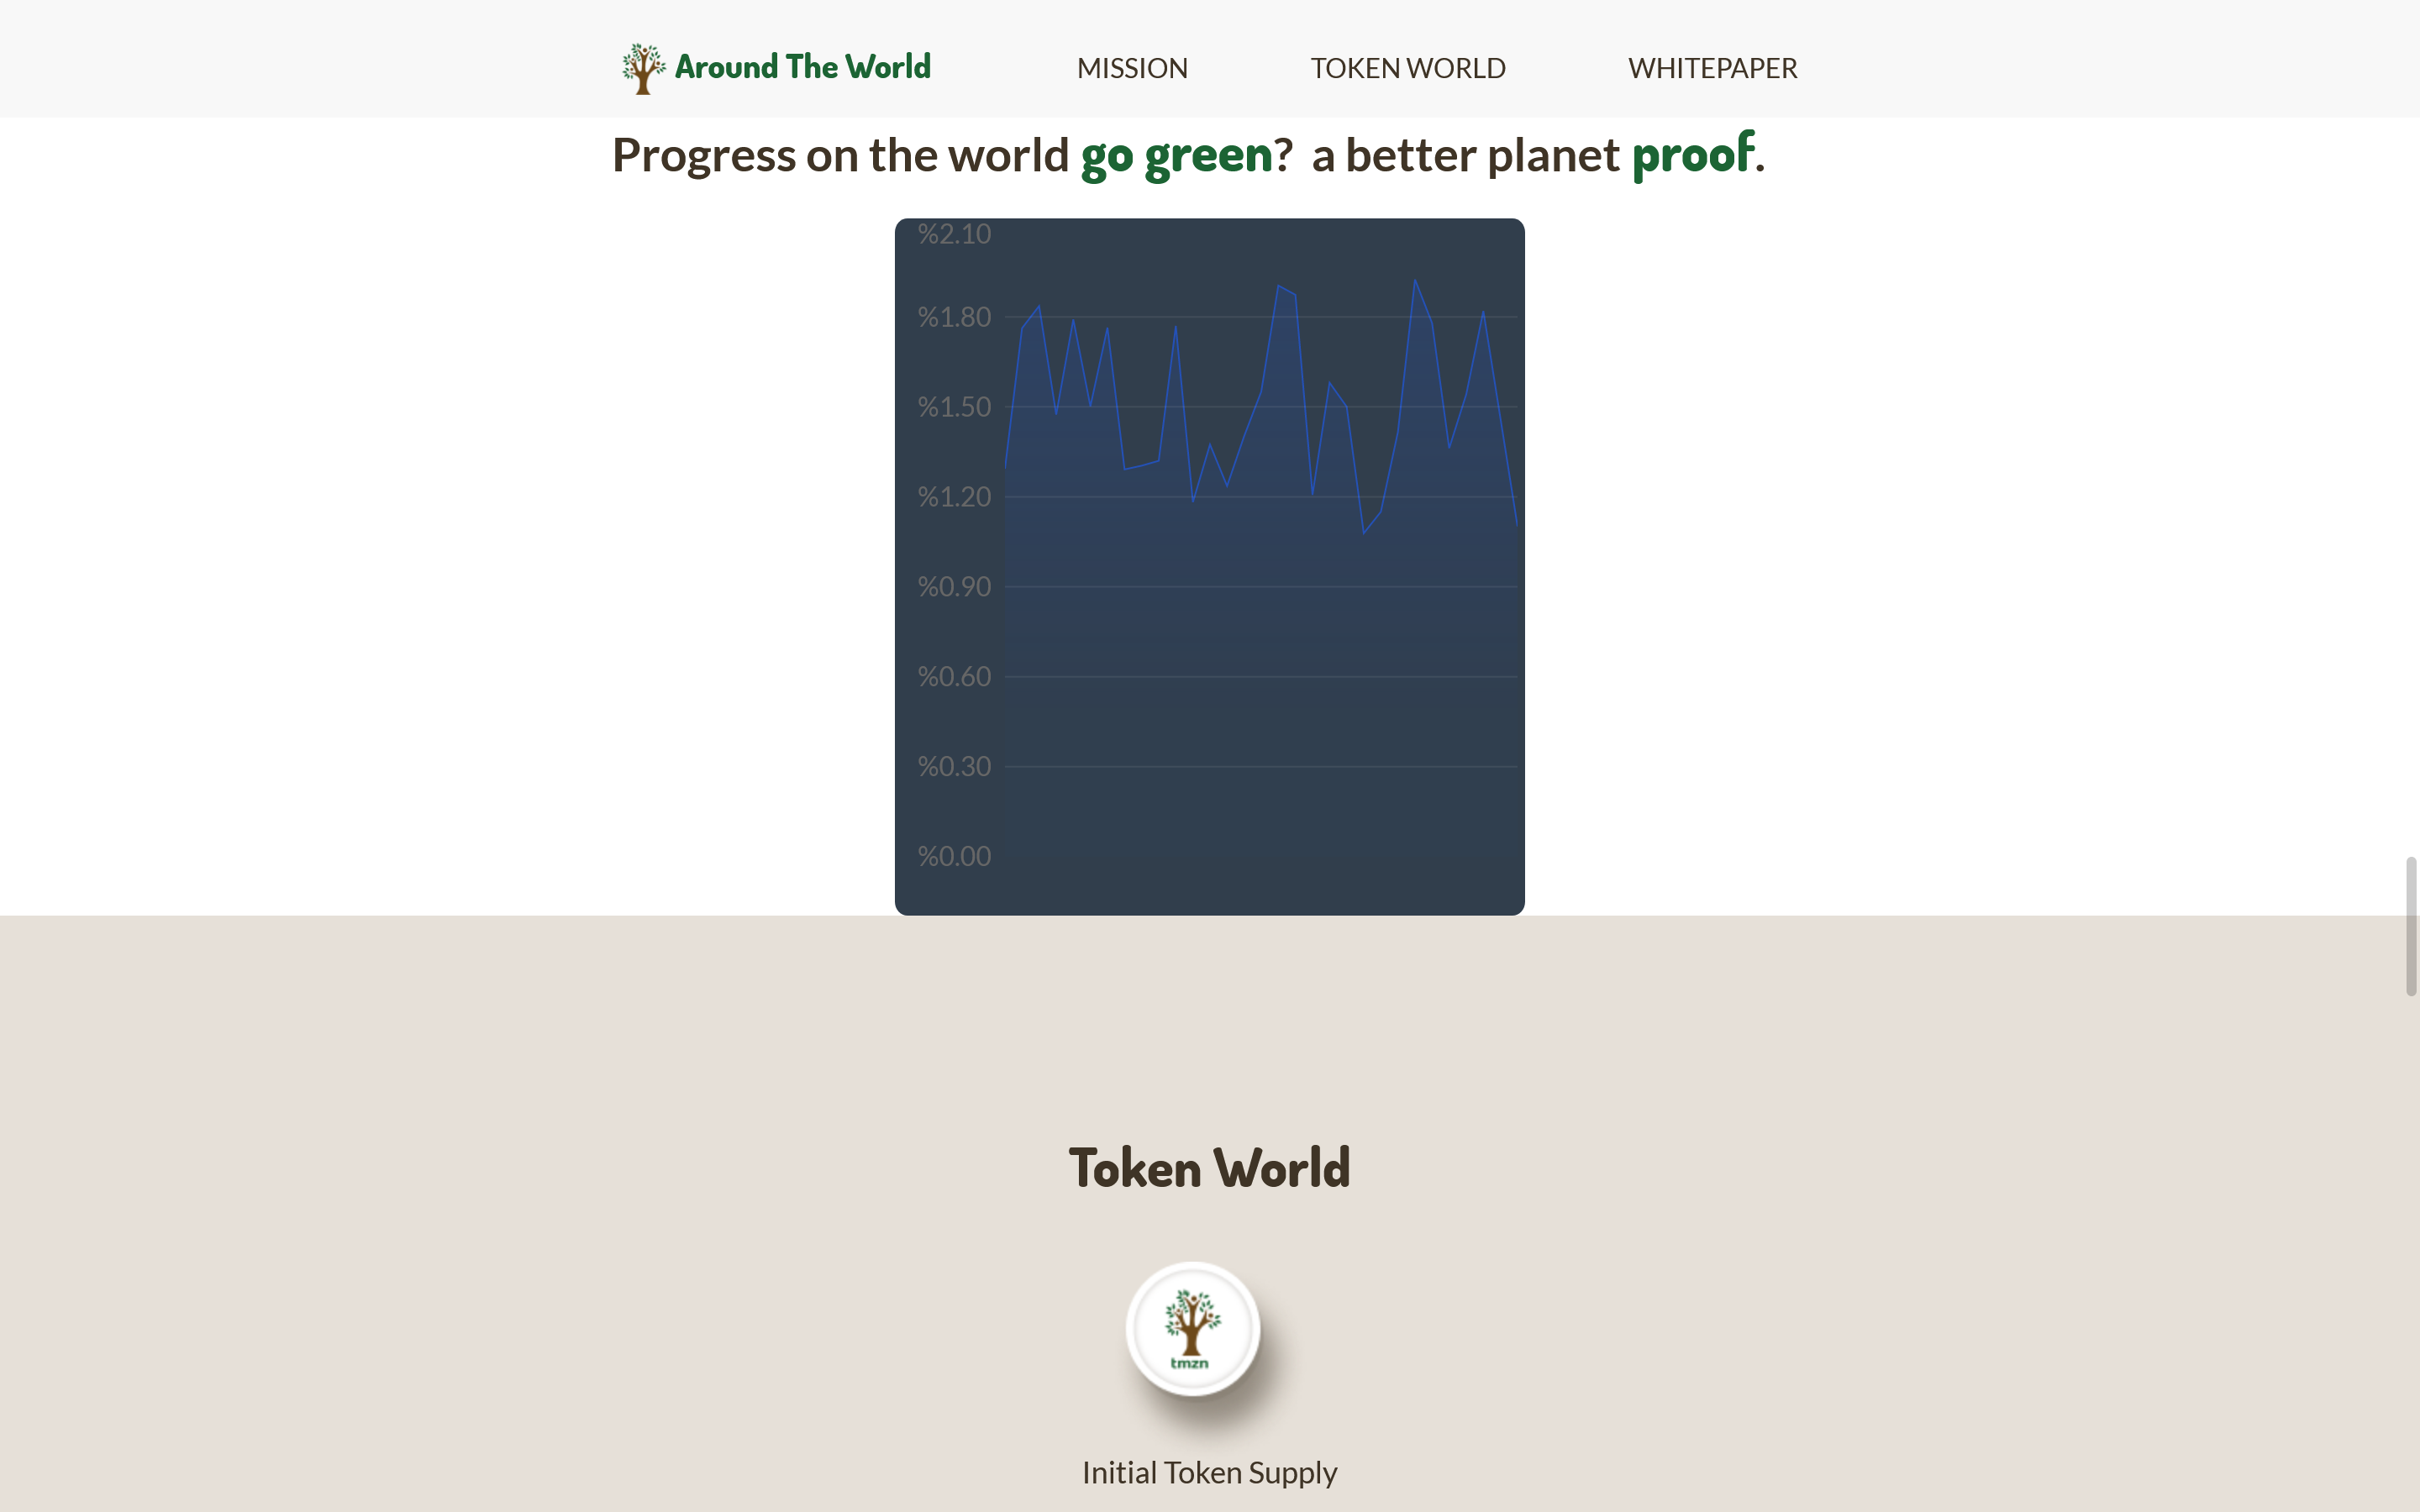 Around The World MISSION TOKEN WORLD WHITEPAPER
Progress on the world go green? a better planet proof.
%2.10
%1.80
%1.50
%1.20
%0.90
%0.60
%0.30
%0.00
Token World
tmzn
Initial Token Supply